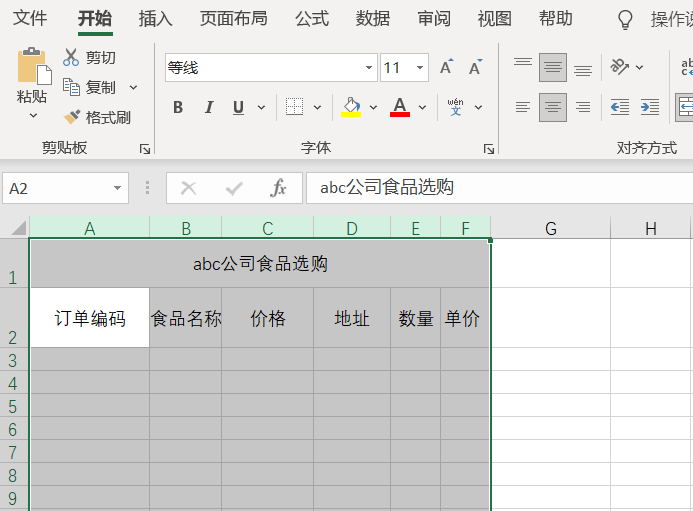 文件 开始 插入 页面布局 公式 数据 审阅 视图 帮助 操作说
剪切
复制
格式刷
粘贴
等线 11 A A
B I U A wén 文
ab
剪贴板 字体 对齐方式
A2 fx abc公司食品选购
A B C D E F G H
1 abc公司食品选购
2 订单编码 食品名称 价格 地址 数量 单价
3
4
5
6
7
8
9